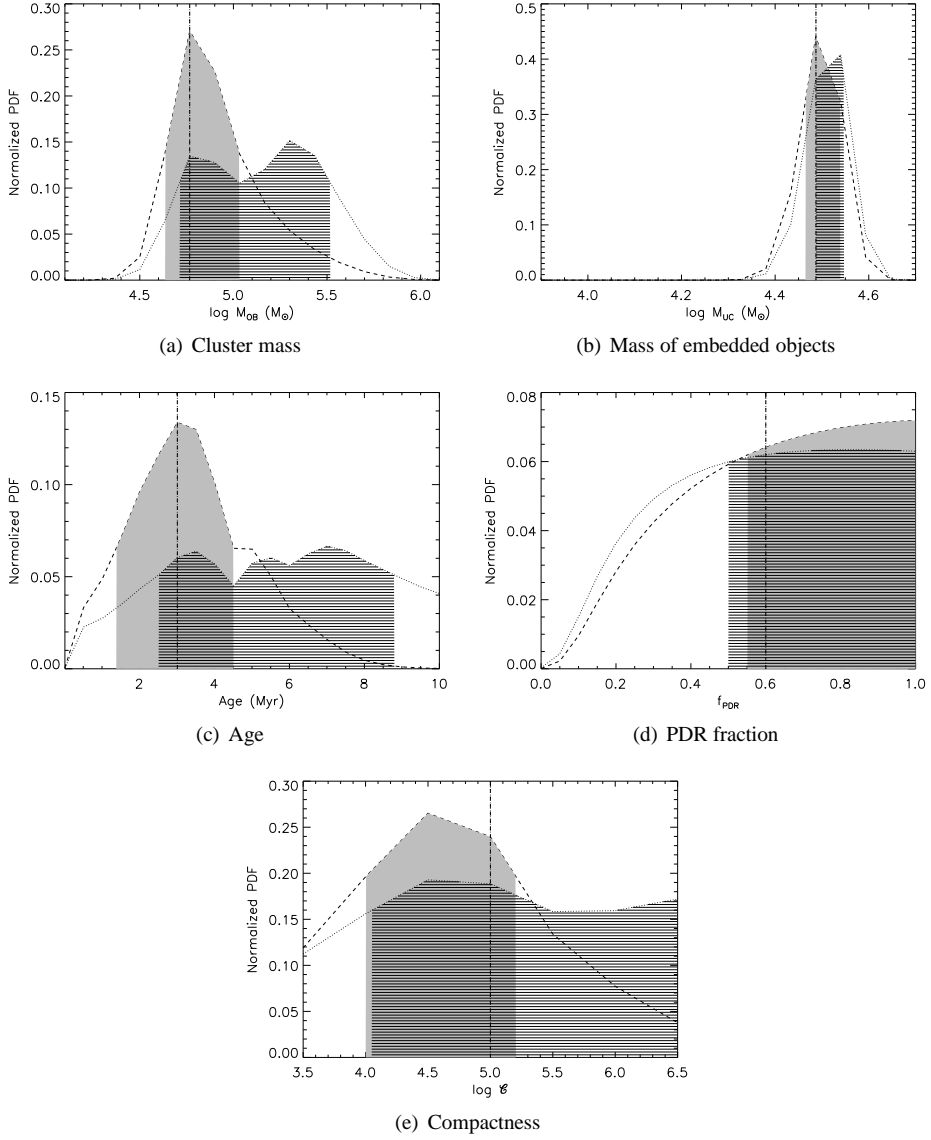 0.30
0.25
0.20
0.15
0.10
0.05
0.00
Normalized PDF
4.5 5.0 5.5 6.0
log M_OB (M_⊙)
(a) Cluster mass
0.5
0.4
0.3
0.2
0.1
0.0
Normalized PDF
4.0 4.2 4.4 4.6
log M_UC (M_⊙)
(b) Mass of embedded objects
0.15
0.10
0.05
0.00
Normalized PDF
2 4 6 8 10
Age (Myr)
(c) Age
0.08
0.06
0.04
0.02
0.00
Normalized PDF
0.0 0.2 0.4 0.6 0.8 1.0
f_PDR
(d) PDR fraction
0.30
0.25
0.20
0.15
0.10
0.05
0.00
Normalized PDF
3.5 4.0 4.5 5.0 5.5 6.0 6.5
log 𝒞
(e) Compactness